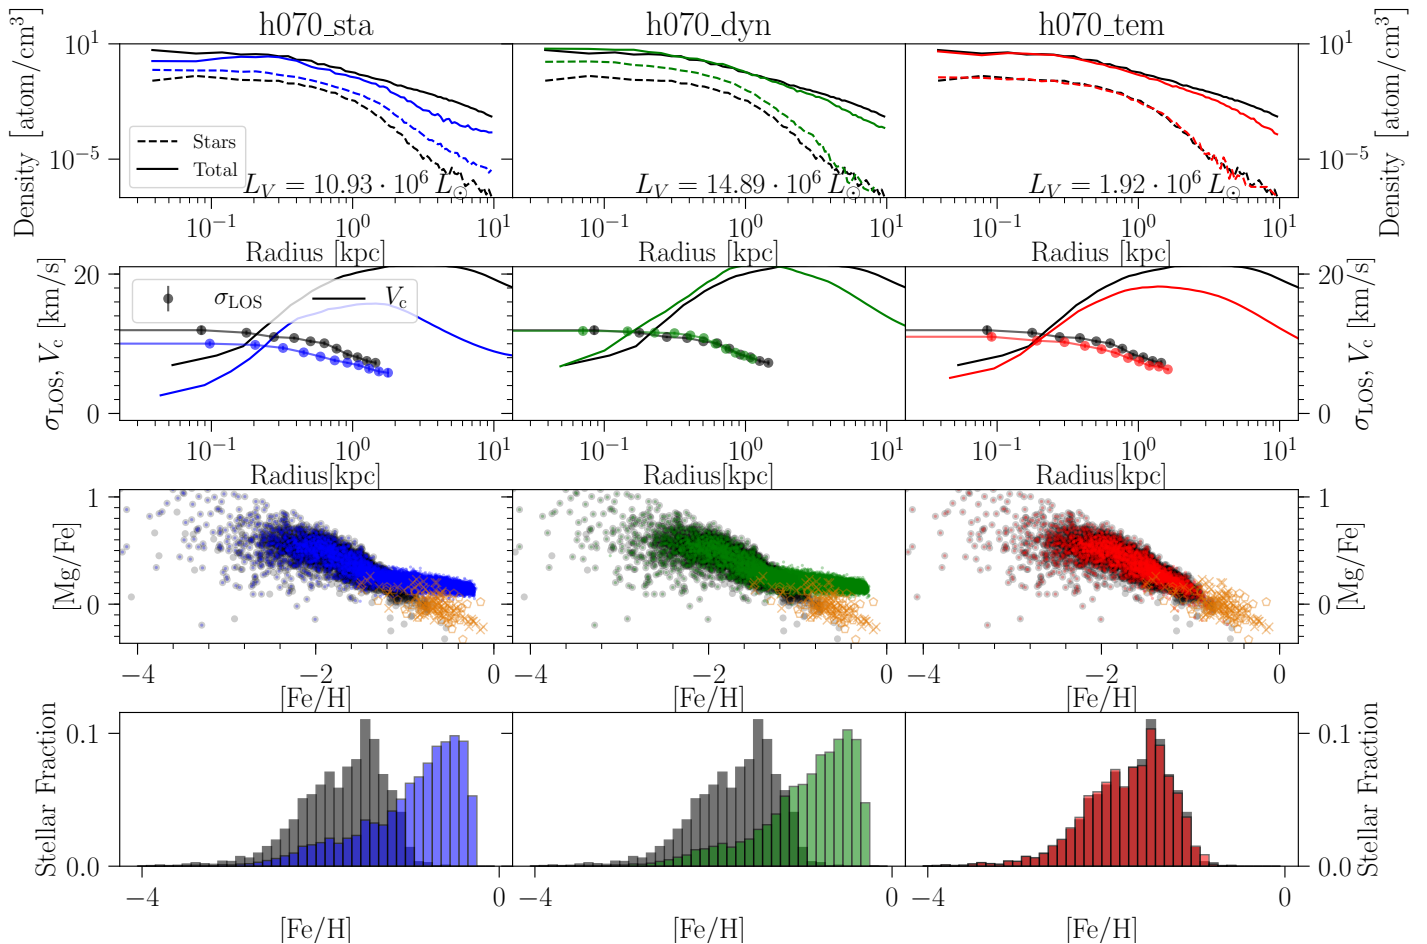 h070_sta h070_dyn h070_tem
10^1 10^1
Density [atom/cm^3] Density [atom/cm^3]
Stars
Total
10^−5 10^−5
L_V = 10.93 · 10^6 L_⊙ L_V = 14.89 · 10^6 L_⊙ L_V = 1.92 · 10^6 L_⊙
10^−1 10^0 10^1 10^−1 10^0 10^1 10^−1 10^0 10^1
Radius [kpc] Radius [kpc] Radius [kpc]
20 20
σ_LOS, V_c [km/s] σ_LOS, V_c [km/s]
σ_LOS V_c
0 0
10^−1 10^0 10^1 10^−1 10^0 10^1 10^−1 10^0 10^1
Radius[kpc] Radius[kpc] Radius[kpc]
1 1
[Mg/Fe] [Mg/Fe]
0 0
−4 −2 0 −4 −2 0 −4 −2 0
[Fe/H] [Fe/H] [Fe/H]
0.1 0.1
Stellar Fraction Stellar Fraction
0.0 0.0
−4 0 −4 0 −4 0
[Fe/H] [Fe/H] [Fe/H]